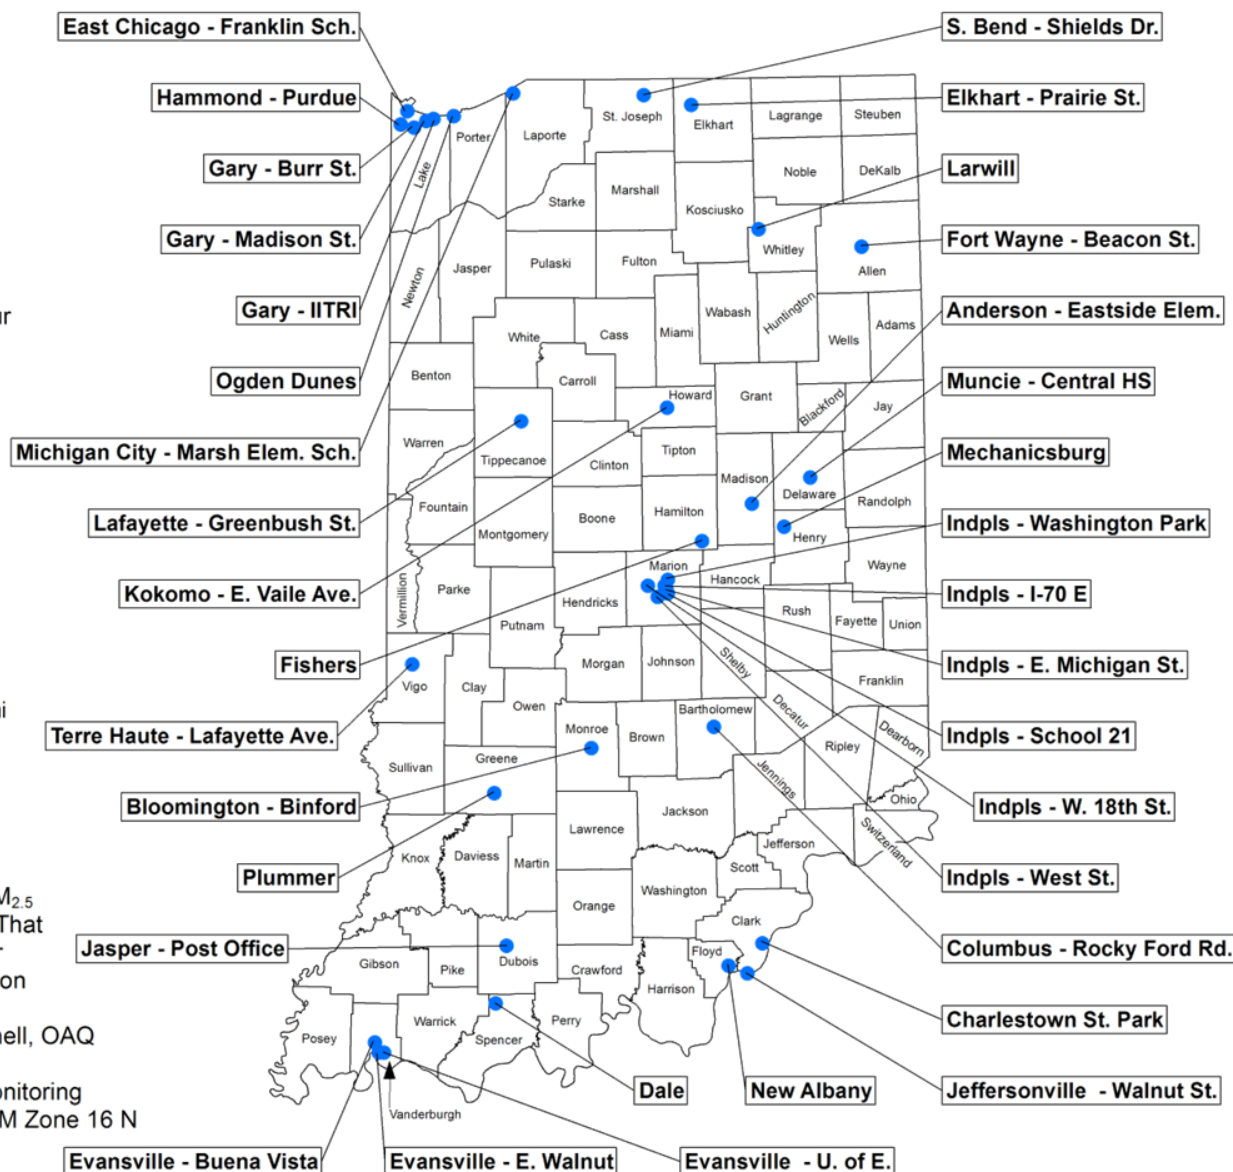 East Chicago - Franklin Sch.
S. Bend - Shields Dr.
Hammond - Purdue
Elkhart - Prairie St.
Gary - Burr St.
Larwill
Gary - Madison St.
Fort Wayne - Beacon St.
Gary - IITRI
Anderson - Eastside Elem.
Ogden Dunes
Muncie - Central HS
Michigan City - Marsh Elem. Sch.
Mechanicsburg
Lafayette - Greenbush St.
Indpls - Washington Park
Kokomo - E. Vaile Ave.
Indpls - I-70 E
Fishers
Indpls - E. Michigan St.
Terre Haute - Lafayette Ave.
Indpls - School 21
Bloomington - Binford
Indpls - W. 18th St.
Plummer
Indpls - West St.
Jasper - Post Office
Columbus - Rocky Ford Rd.
Charlestown St. Park
Dale
New Albany
Jeffersonville - Walnut St.
Evansville - Buena Vista
Evansville - E. Walnut
Evansville - U. of E.
Lake
Porter
Laporte
St. Joseph
Elkhart
Lagrange
Steuben
Noble
DeKalb
Starke
Marshall
Kosciusko
Whitley
Allen
Newton
Jasper
Pulaski
Fulton
Wabash
Huntington
Wells
Adams
White
Cass
Miami
Benton
Carroll
Howard
Grant
Blackford
Jay
Warren
Tippecanoe
Clinton
Tipton
Madison
Delaware
Randolph
Fountain
Montgomery
Boone
Hamilton
Henry
Wayne
Vermillion
Parke
Putnam
Hendricks
Marion
Hancock
Rush
Fayette
Union
Vigo
Clay
Owen
Morgan
Johnson
Shelby
Franklin
Decatur
Sullivan
Greene
Monroe
Brown
Bartholomew
Jennings
Ripley
Dearborn
Ohio
Switzerland
Jefferson
Jackson
Lawrence
Knox
Daviess
Martin
Orange
Washington
Scott
Clark
Floyd
Harrison
Crawford
Dubois
Pike
Gibson
Posey
Warrick
Spencer
Perry
Vanderburgh
2.5
That
on
OAQ
M Zone 16 N